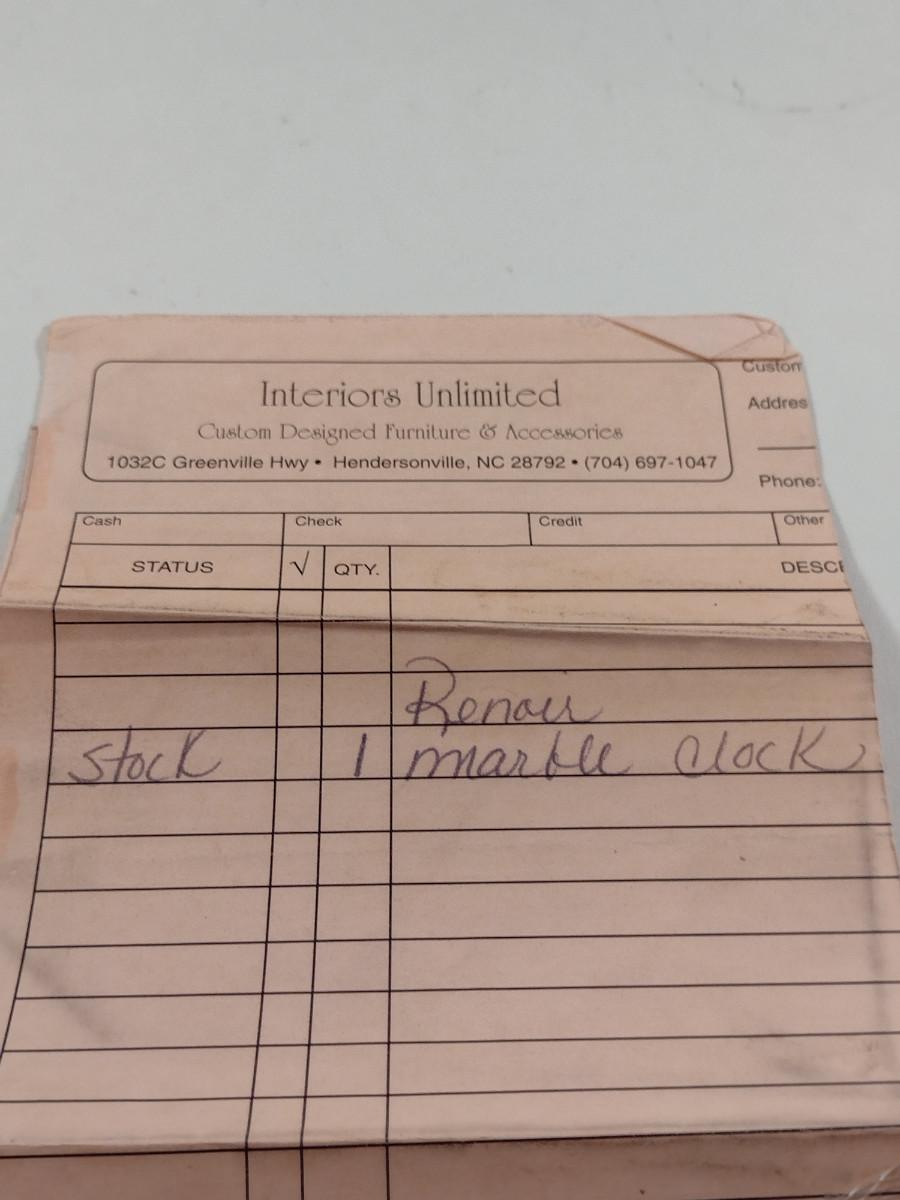 Interiors Unlimited
Custom Designed Furniture & Accessories
1032C Greenville Hwy • Hendersonville, NC 28792 • (704) 697-1047
Custom
Addres
Phone:
Cash Check Credit Other
STATUS √ QTY. DESC
Renoir
Stock 1 marble clock